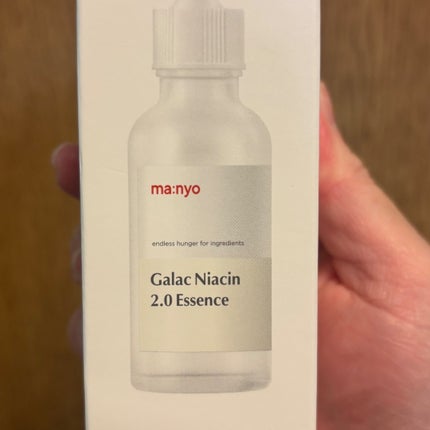 ma:nyo
endless hunger for ingredients
Galac Niacin
2.0 Essence